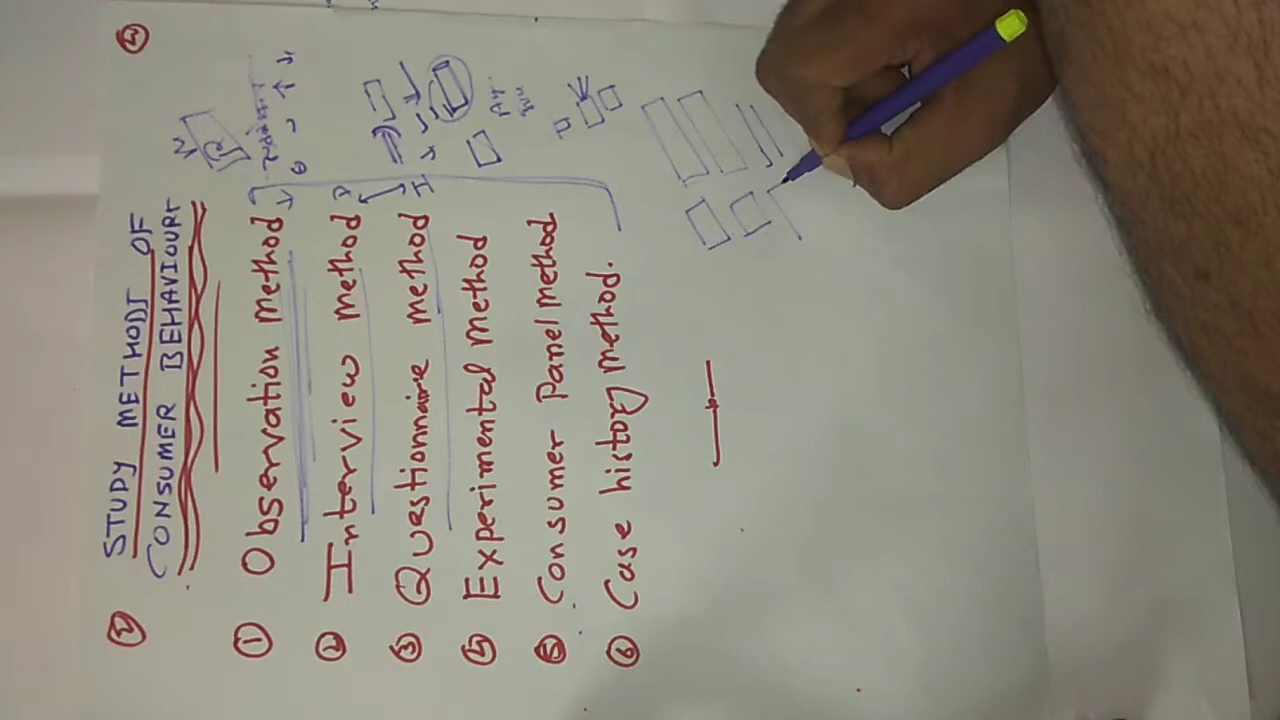 STUDY METHODS OF
CONSUMER BEHAVIOURS
① Observation Method
② Interview Method
③ Questionnaire Method
④ Experimental Method
⑤ Consumer Panel Method
⑥ Case history Method.